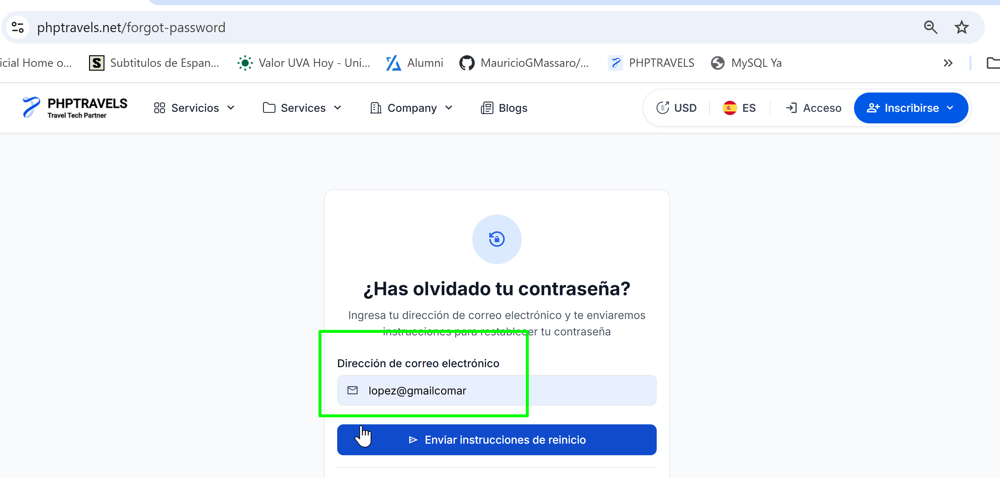 phptravels.net/forgot-password
icial Home o...
Subtitulos de Espan...
Valor UVA Hoy - Uni...
Alumni
MauricioGMassaro/...
PHPTRAVELS
MySQL Ya
PHPTRAVELS
Travel Tech Partner
Servicios
Services
Company
Blogs
USD
ES
Acceso
Inscribirse
¿Has olvidado tu contraseña?
Ingresa tu dirección de correo electrónico y te enviaremos
instrucciones para restablecer tu contraseña
Dirección de correo electrónico
lopez@gmailcomar
Enviar instrucciones de reinicio